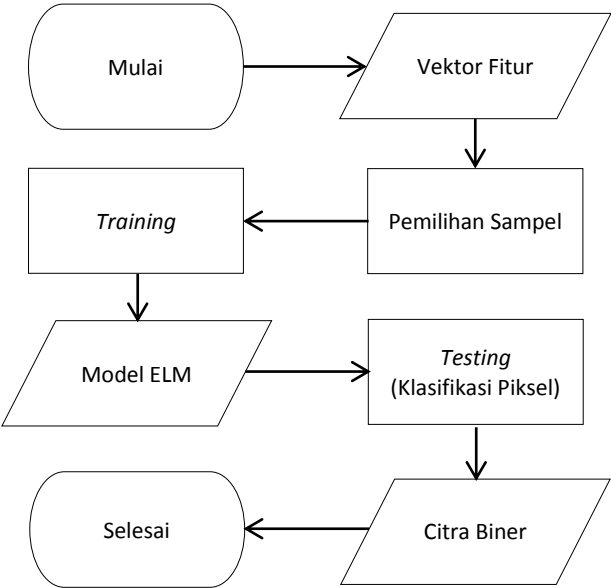 Mulai
Vektor Fitur
Pemilihan Sampel
Training
Model ELM
Testing
(Klasifikasi Piksel)
Citra Biner
Selesai